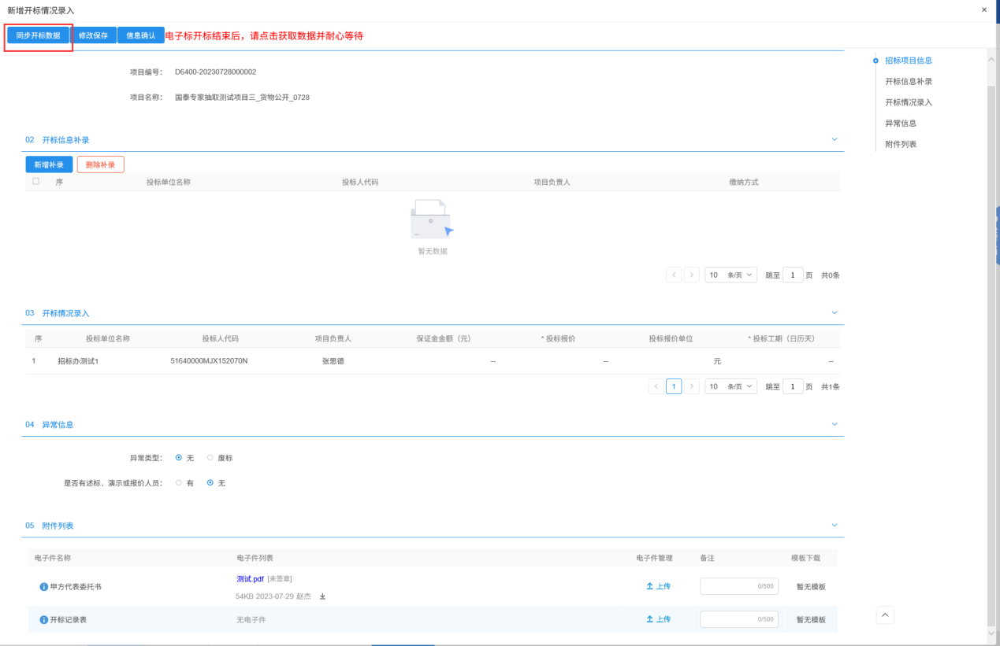 新增开标情况录入 ×
同步开标数据 修改保存 信息确认 电子标开标结束后，请点击获取数据并耐心等待
招标项目信息
开标信息补录
开标情况录入
异常信息
附件列表
项目编号： D6400-20230728000002
项目名称： 国泰专家抽取测试项目三_货物公开_0728
02 开标信息补录
新增补录 删除补录
序 投标单位名称 投标人代码 项目负责人 缴纳方式
暂无数据
10 条/页 跳至 1 页 共0条
03 开标情况录入
序 投标单位名称 投标人代码 项目负责人 保证金金额（元） * 投标报价 投标报价单位 * 投标工期（日历天）
1 招标办测试1 51640000MJX152070N 张思德 -- -- 元 --
1 10 条/页 跳至 1 页 共1条
04 异常信息
异常类型： 无 废标
是否有述标、演示或报价人员： 有 无
05 附件列表
电子件名称 电子件列表 电子件管理 备注 模板下载
甲方代表委托书 测试.pdf [未签章] 上传 0/500 暂无模板
54KB 2023-07-29 赵杰
开标记录表 无电子件 上传 0/500 暂无模板